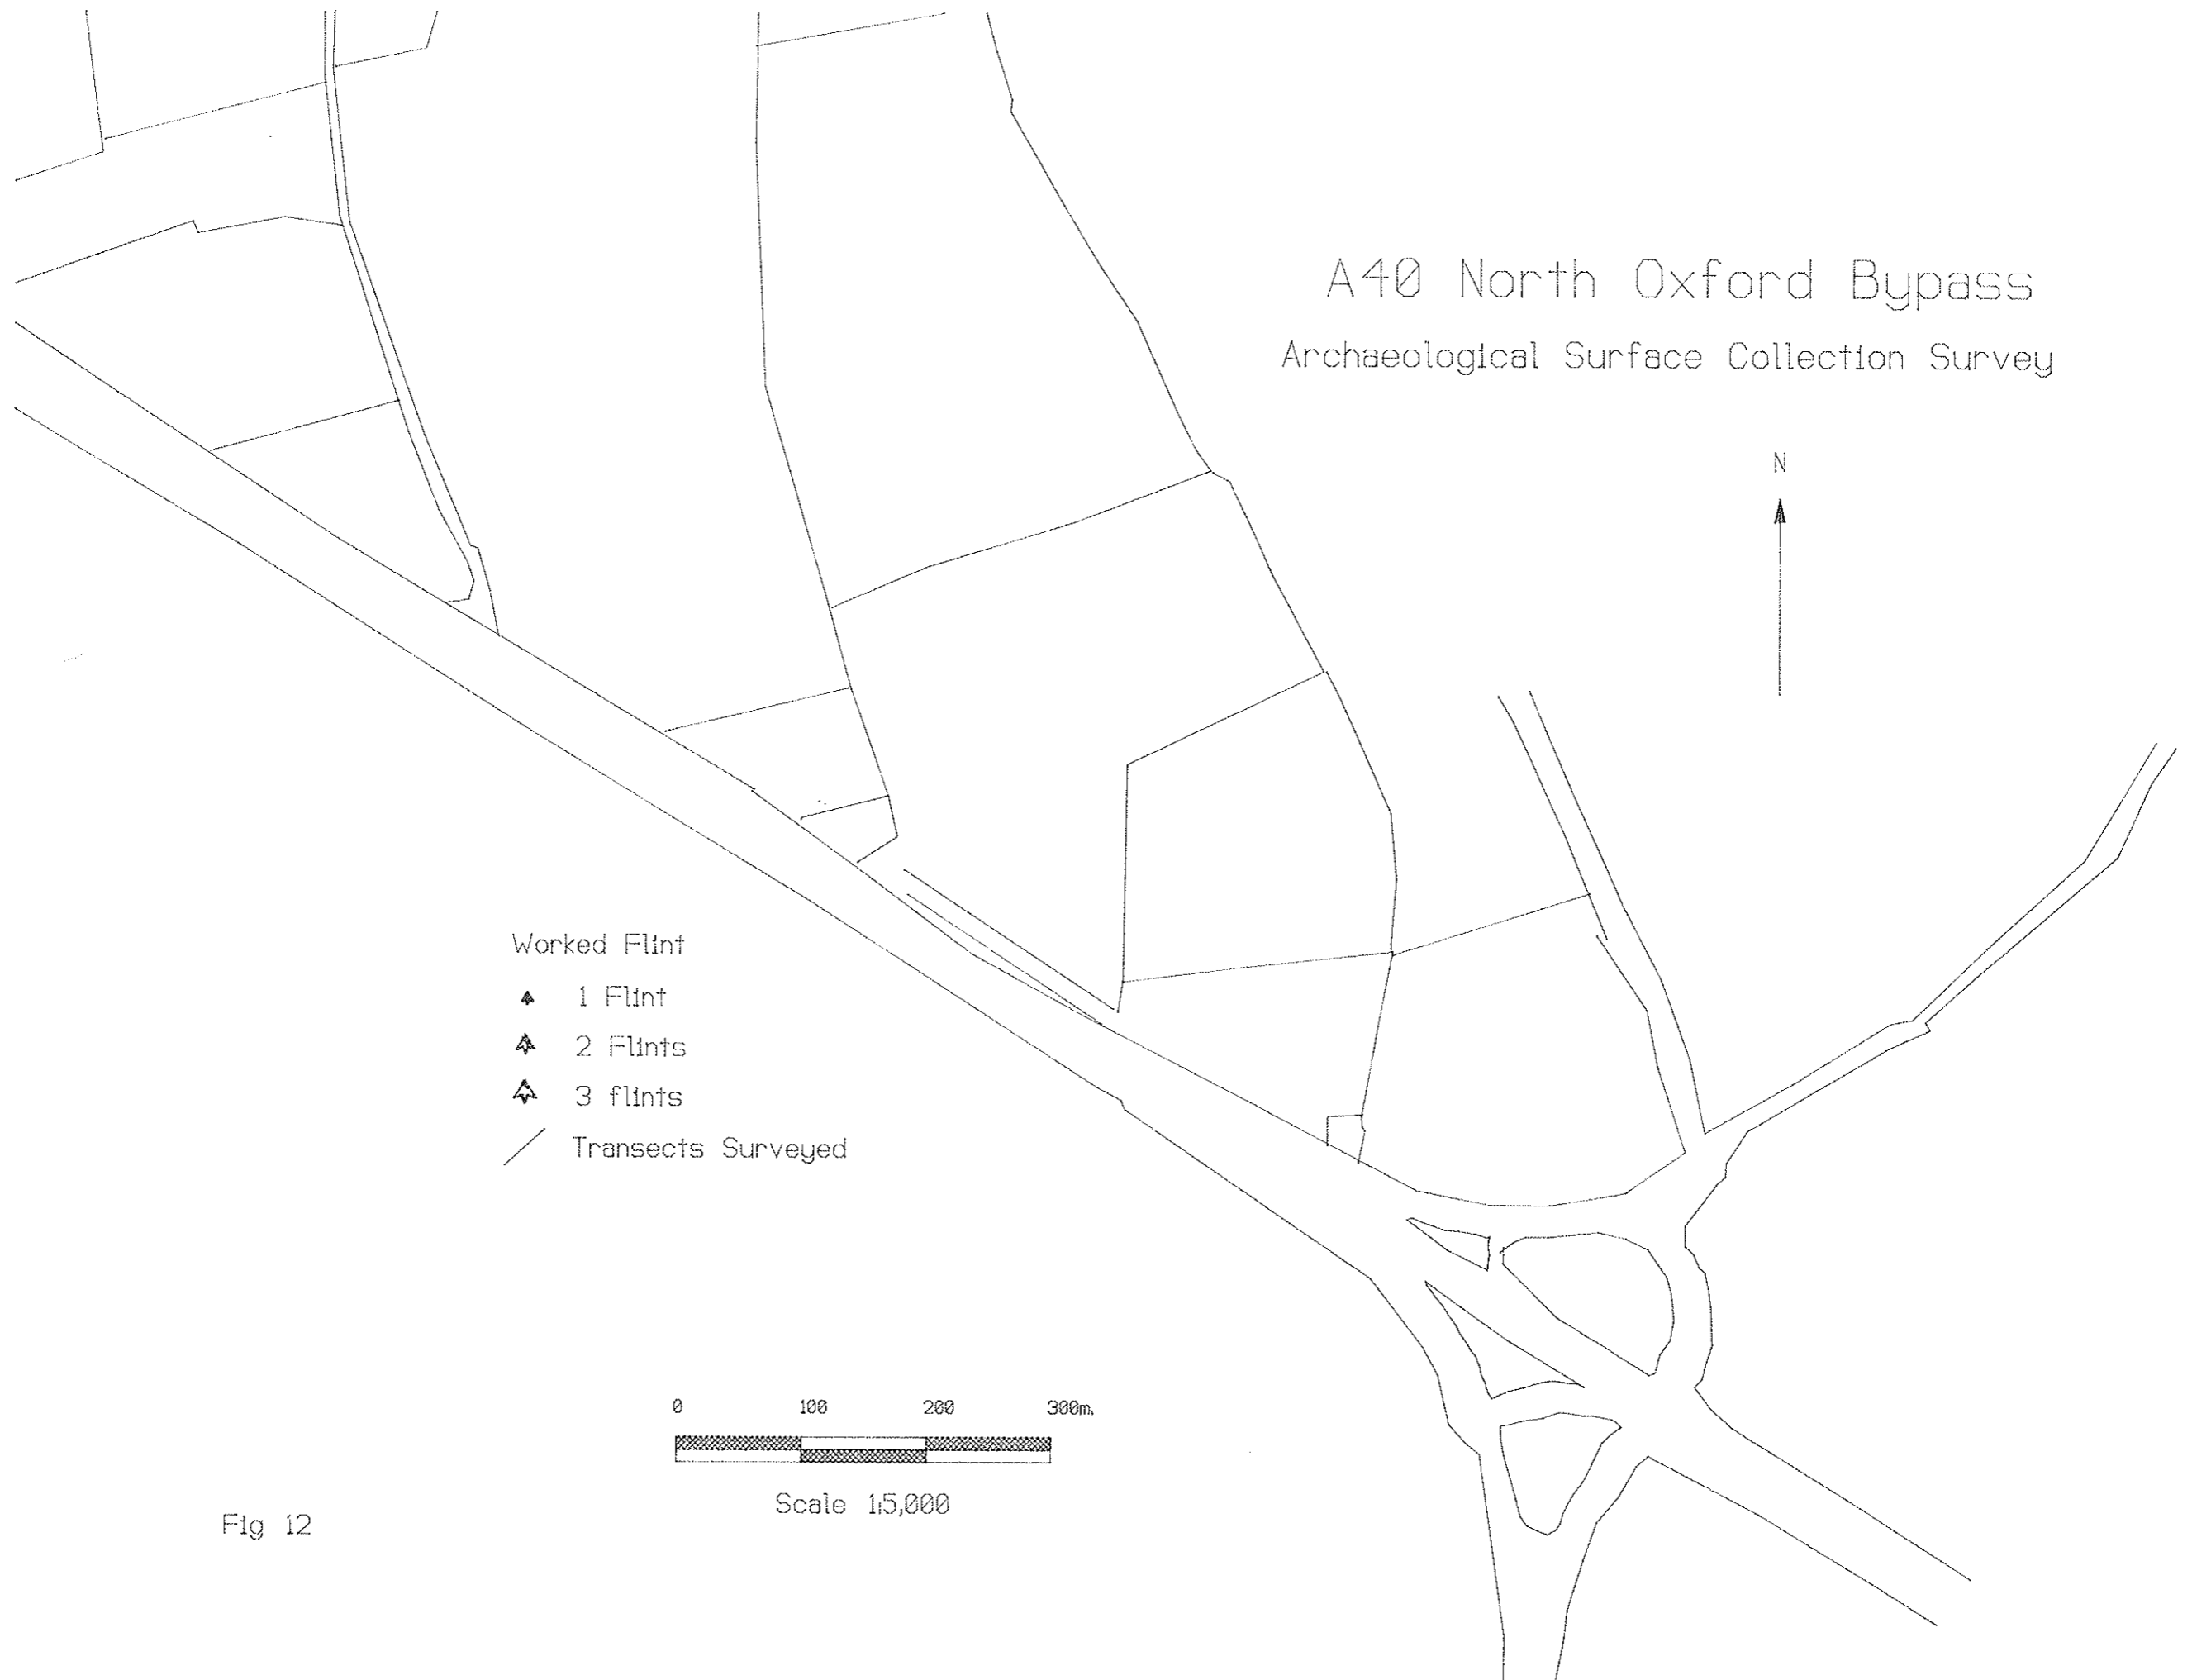 A40 North Oxford Bypass
Archaeological Surface Collection Survey
N
Worked Flint
1 Flint
2 Flints
3 flints
Transects Surveyed
0 100 200 300m.
Scale 1:5,000
Fig 12